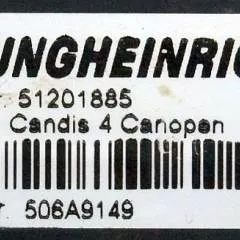 UNGHEINRIC
51201885
Candis 4 Canopen
r. 506A9149